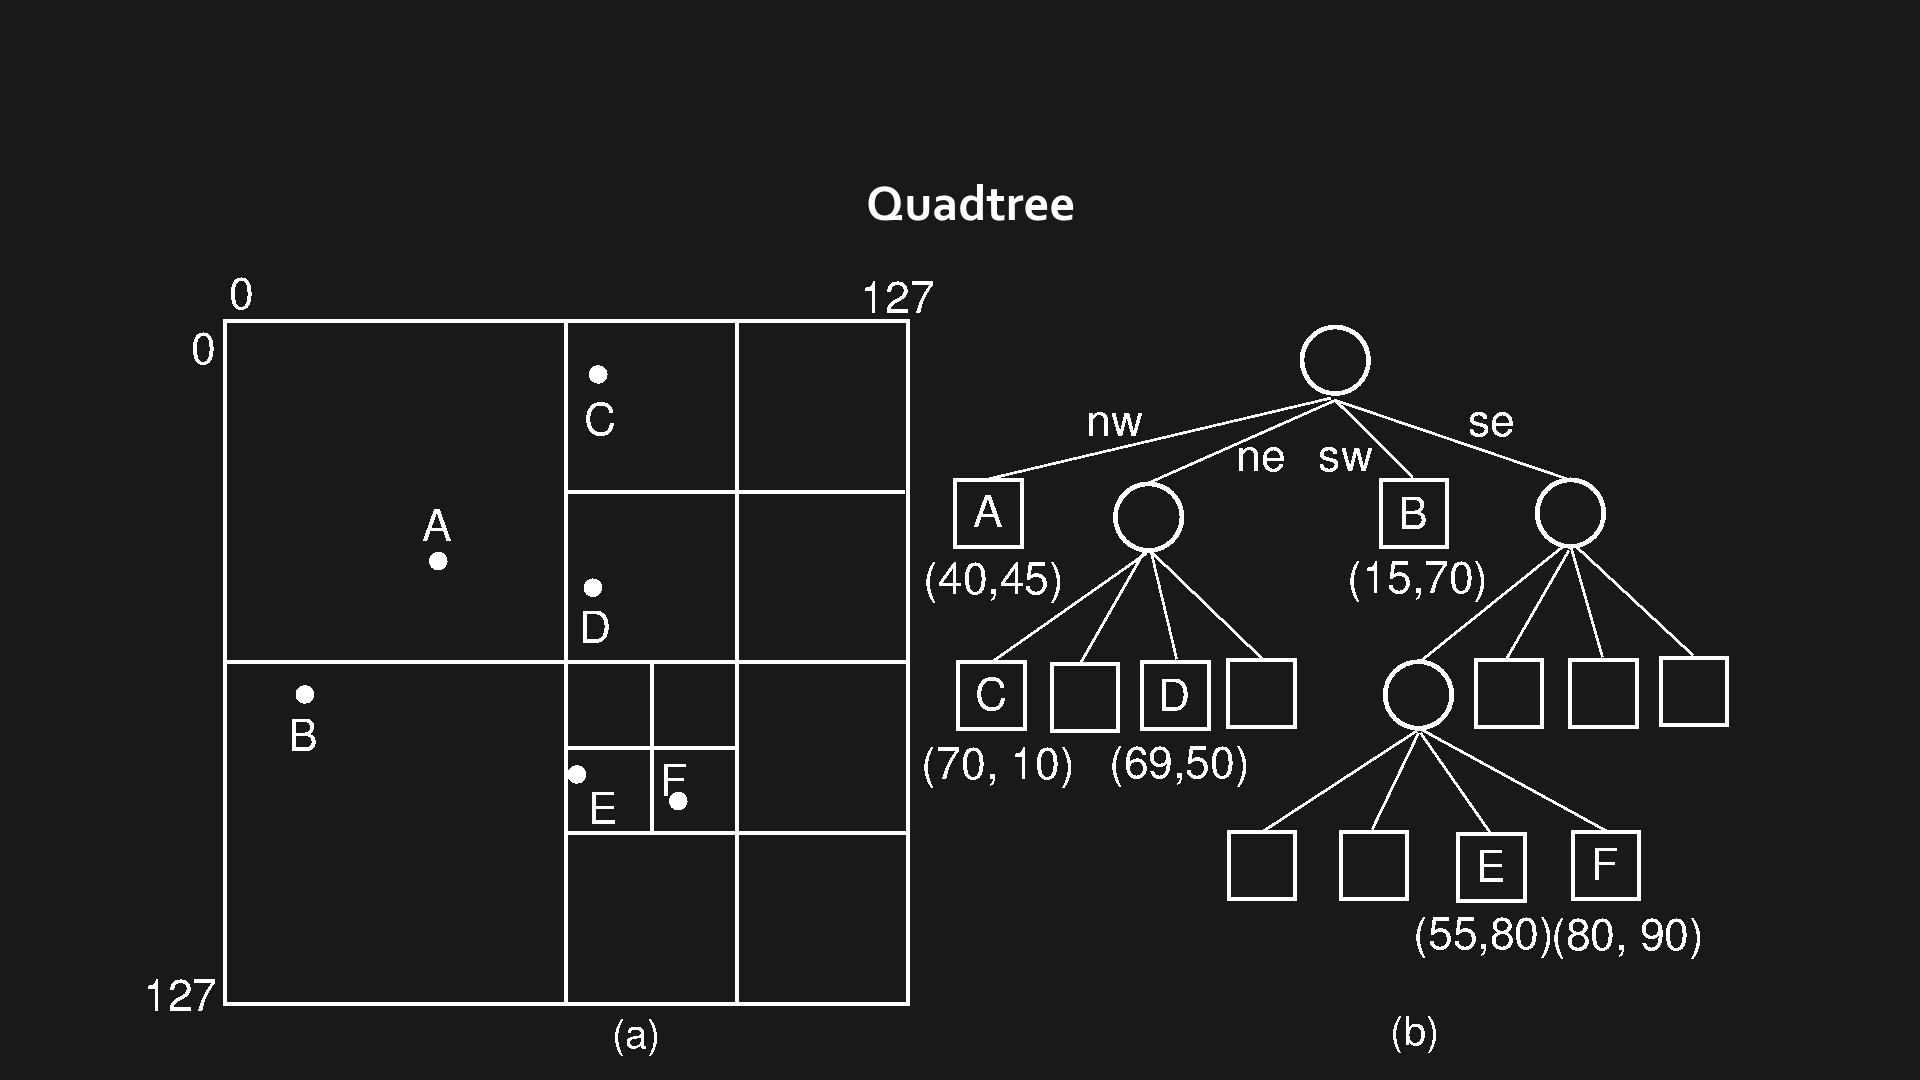 Quadtree
0
127
0
C
A
D
B
F
E
127
(a)
nw
se
ne
sw
A
B
(40,45)
(15,70)
C
D
(70, 10)
(69,50)
E
F
(55,80)
(80, 90)
(b)